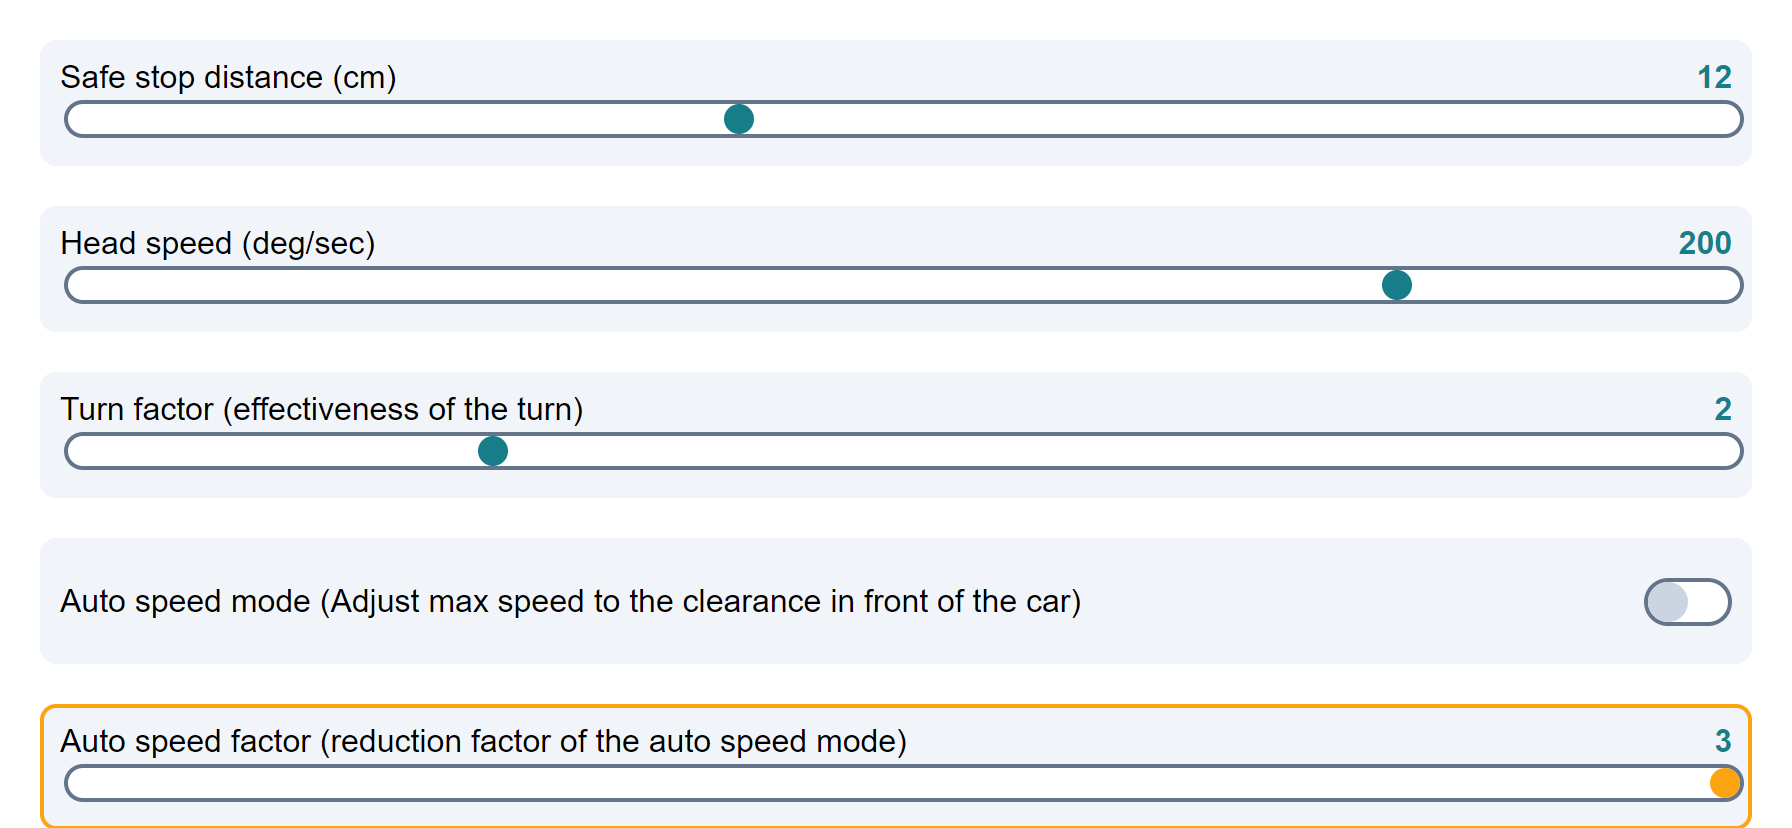 Safe stop distance (cm) 12
Head speed (deg/sec) 200
Turn factor (effectiveness of the turn) 2
Auto speed mode (Adjust max speed to the clearance in front of the car)
Auto speed factor (reduction factor of the auto speed mode) 3